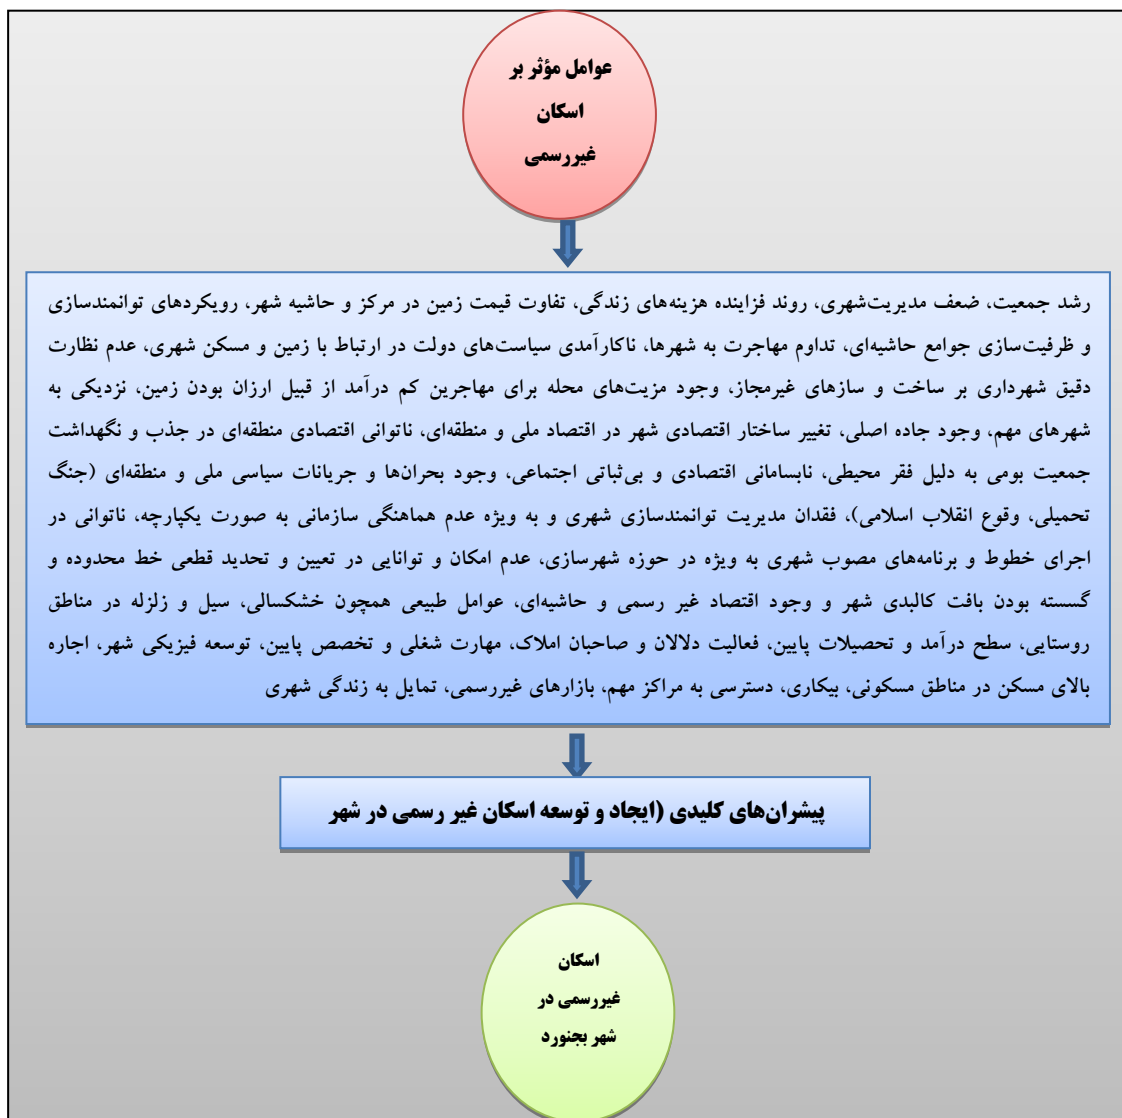 عوامل مؤثر بر
اسکان
غیررسمی
رشد جمعیت، ضعف مدیریت‌شهری، روند فزاینده هزینه‌های زندگی، تفاوت قیمت زمین در مرکز و حاشیه شهر، رویکردهای توانمندسازی
و ظرفیت‌سازی جوامع حاشیه‌ای، تداوم مهاجرت به شهرها، ناکارآمدی سیاست‌های دولت در ارتباط با زمین و مسکن شهری، عدم نظارت
دقیق شهرداری بر ساخت و سازهای غیرمجاز، وجود مزیت‌های محله برای مهاجرین کم درآمد از قبیل ارزان بودن زمین، نزدیکی به
شهرهای مهم، وجود جاده اصلی، تغییر ساختار اقتصادی شهر در اقتصاد ملی و منطقه‌ای، ناتوانی اقتصادی منطقه‌ای در جذب و نگهداشت
جمعیت بومی به دلیل فقر محیطی، نابسامانی اقتصادی و بی‌ثباتی اجتماعی، وجود بحران‌ها و جریانات سیاسی ملی و منطقه‌ای (جنگ
تحمیلی، وقوع انقلاب اسلامی)، فقدان مدیریت توانمندسازی شهری و به ویژه عدم هماهنگی سازمانی به صورت یکپارچه، ناتوانی در
اجرای خطوط و برنامه‌های مصوب شهری به ویژه در حوزه شهرسازی، عدم امکان و توانایی در تعیین و تحدید قطعی خط محدوده و
گسسته بودن بافت کالبدی شهر و وجود اقتصاد غیر رسمی و حاشیه‌ای، عوامل طبیعی همچون خشکسالی، سیل و زلزله در مناطق
روستایی، سطح درآمد و تحصیلات پایین، فعالیت دلالان و صاحبان املاک، مهارت شغلی و تخصص پایین، توسعه فیزیکی شهر، اجاره
بالای مسکن در مناطق مسکونی، بیکاری، دسترسی به مراکز مهم، بازارهای غیررسمی، تمایل به زندگی شهری
پیشران‌های کلیدی (ایجاد و توسعه اسکان غیر رسمی در شهر
اسکان
غیررسمی در
شهر بجنورد